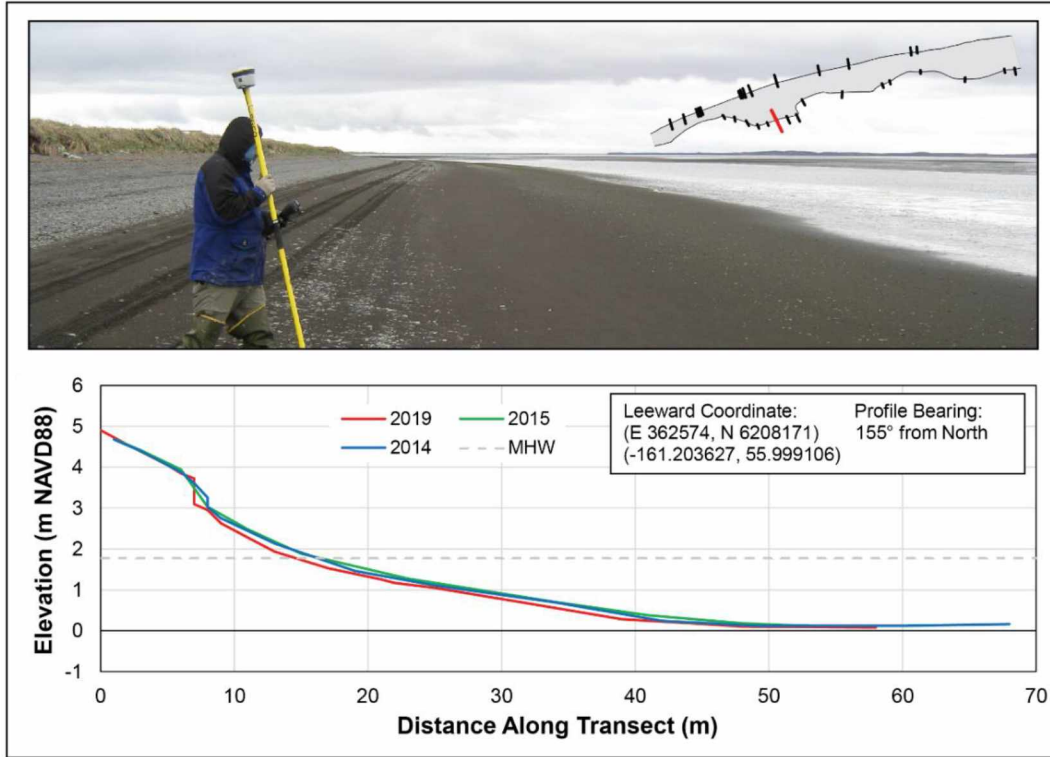 6
5
4
3
2
1
0
-1
Elevation (m NAVD88)
2019
2015
2014
MHW
Leeward Coordinate:
(E 362574, N 6208171)
(-161.203627, 55.999106)
Profile Bearing:
155° from North
0 10 20 30 40 50 60 70
Distance Along Transect (m)